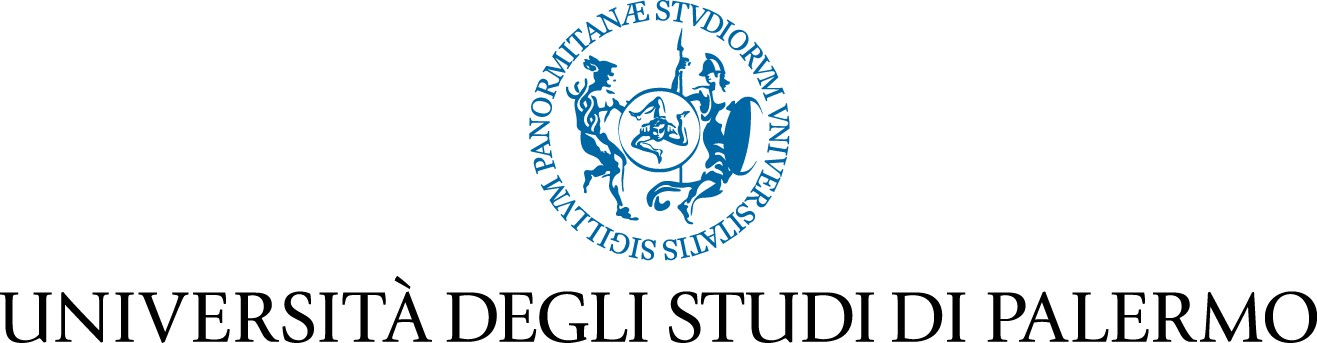 SIGILLVM PANORMITANÆ STVDIORVM VNIVERSITATIS
UNIVERSITÀ DEGLI STUDI DI PALERMO